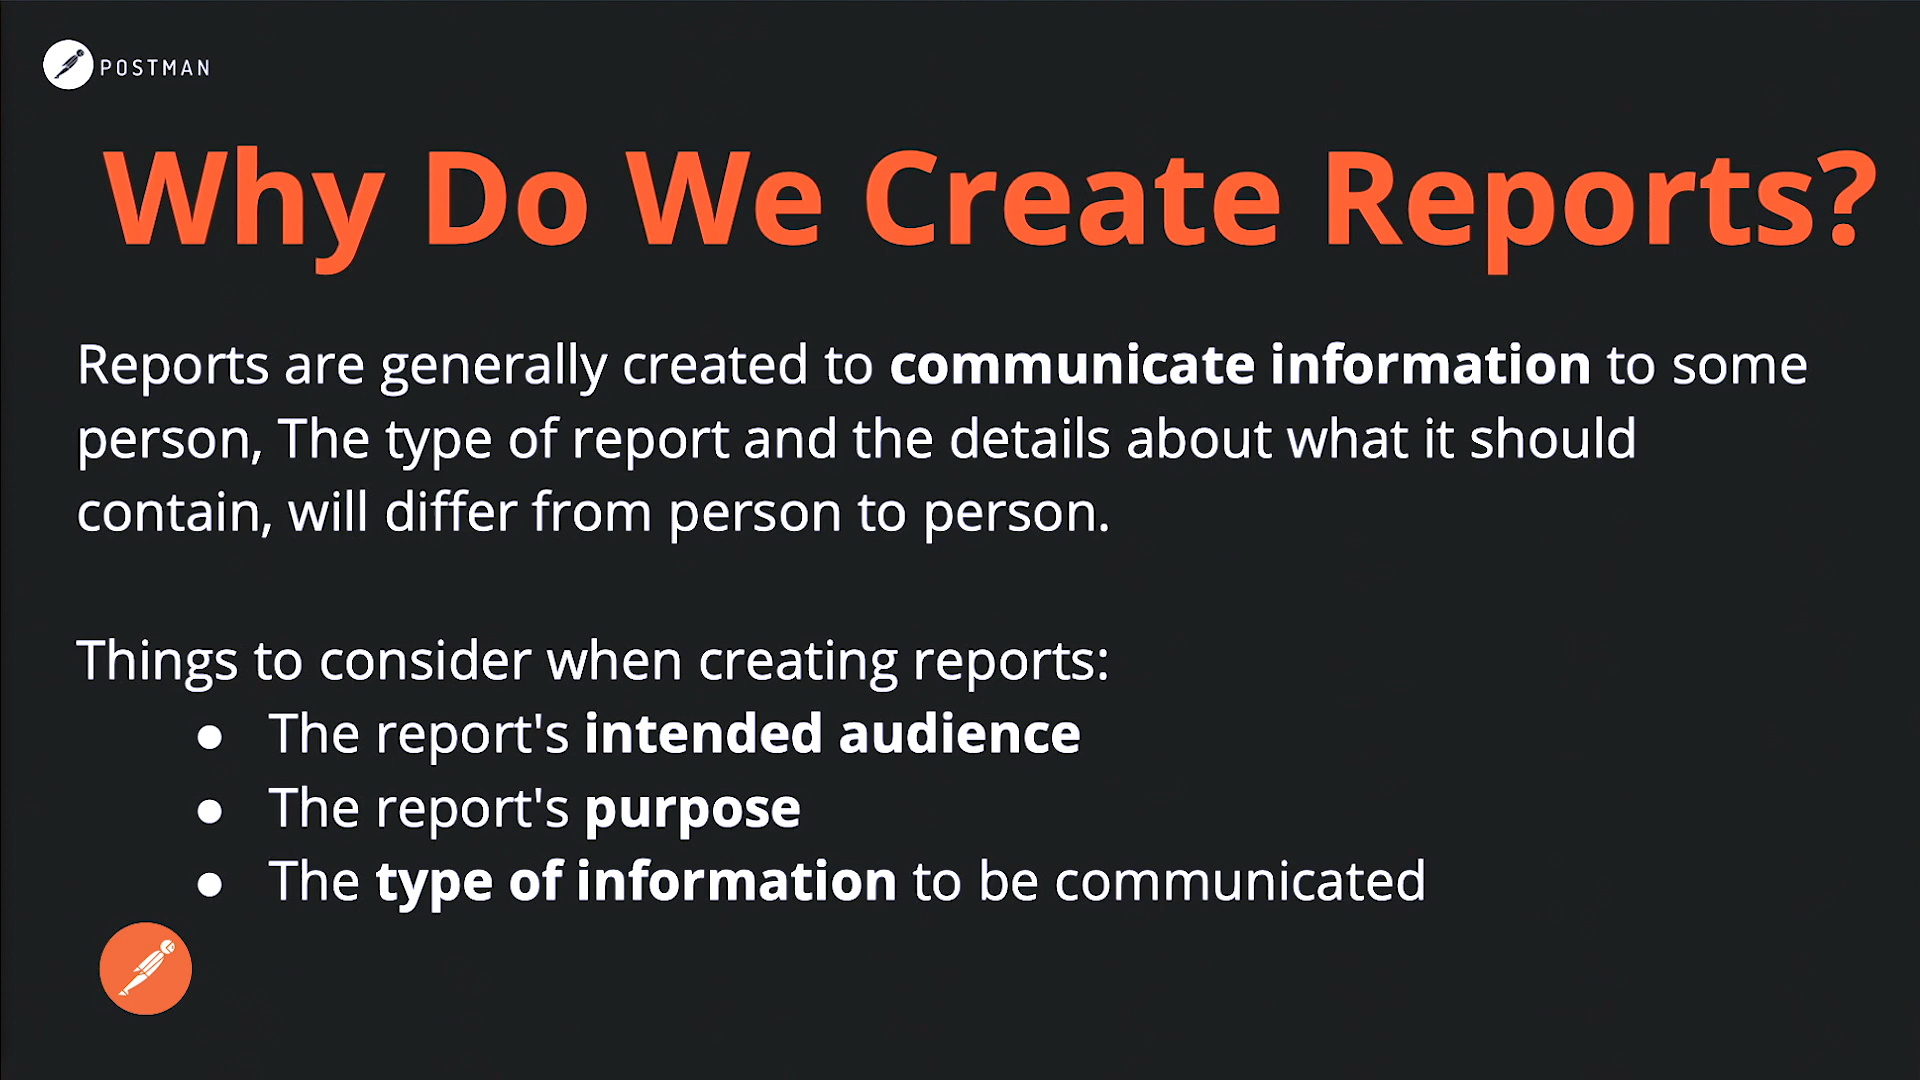 POSTMAN
Why Do We Create Reports?
Reports are generally created to communicate information to some
person, The type of report and the details about what it should
contain, will differ from person to person.
Things to consider when creating reports:
● The report's intended audience
● The report's purpose
● The type of information to be communicated